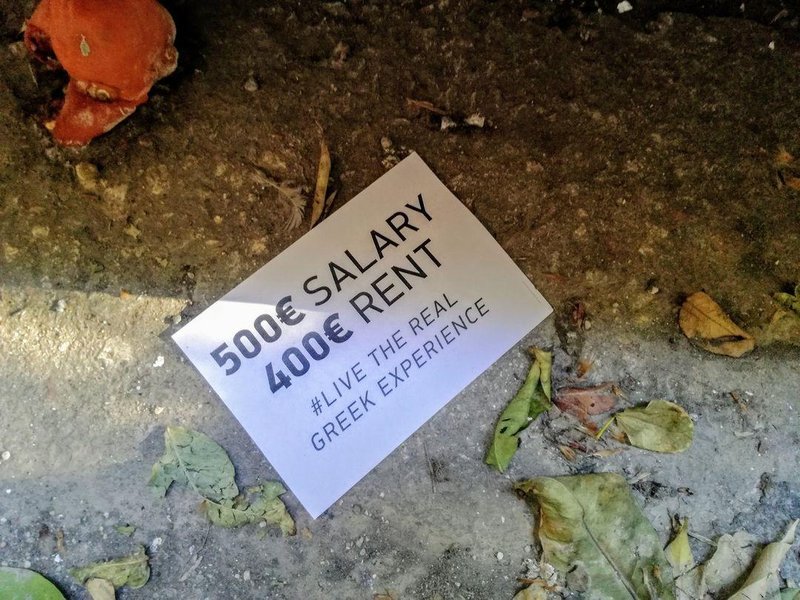 500€ SALARY
400€ RENT
#LIVE THE REAL
GREEK EXPERIENCE